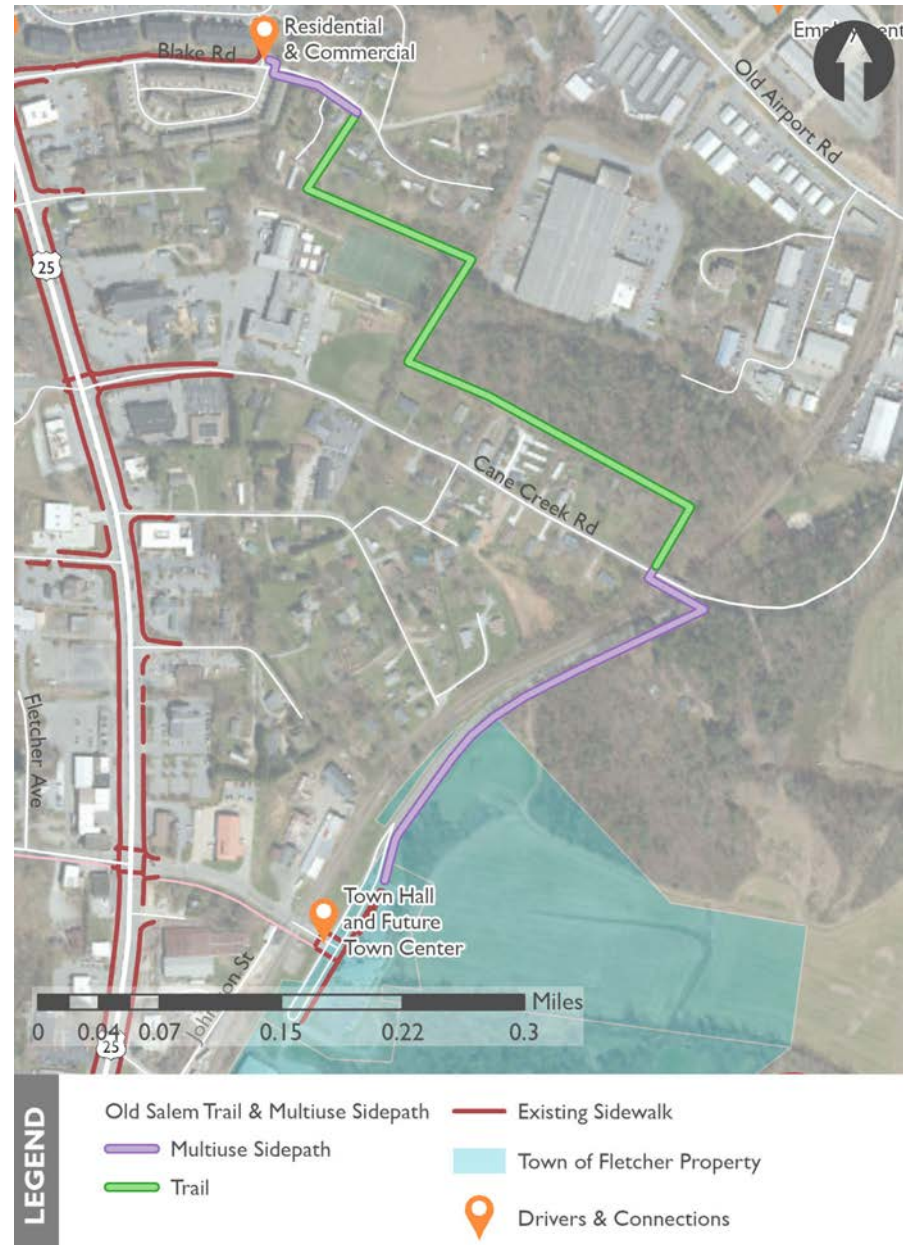 Residential
& Commercial
Blake Rd
Employment
Old Airport Rd
25
Cane Creek Rd
Fletcher Ave
Town Hall
and Future
Town Center
Miles
0 0.04 0.07 0.15 0.22 0.3
25
LEGEND
Old Salem Trail & Multiuse Sidepath
Multiuse Sidepath
Trail
Existing Sidewalk
Town of Fletcher Property
Drivers & Connections